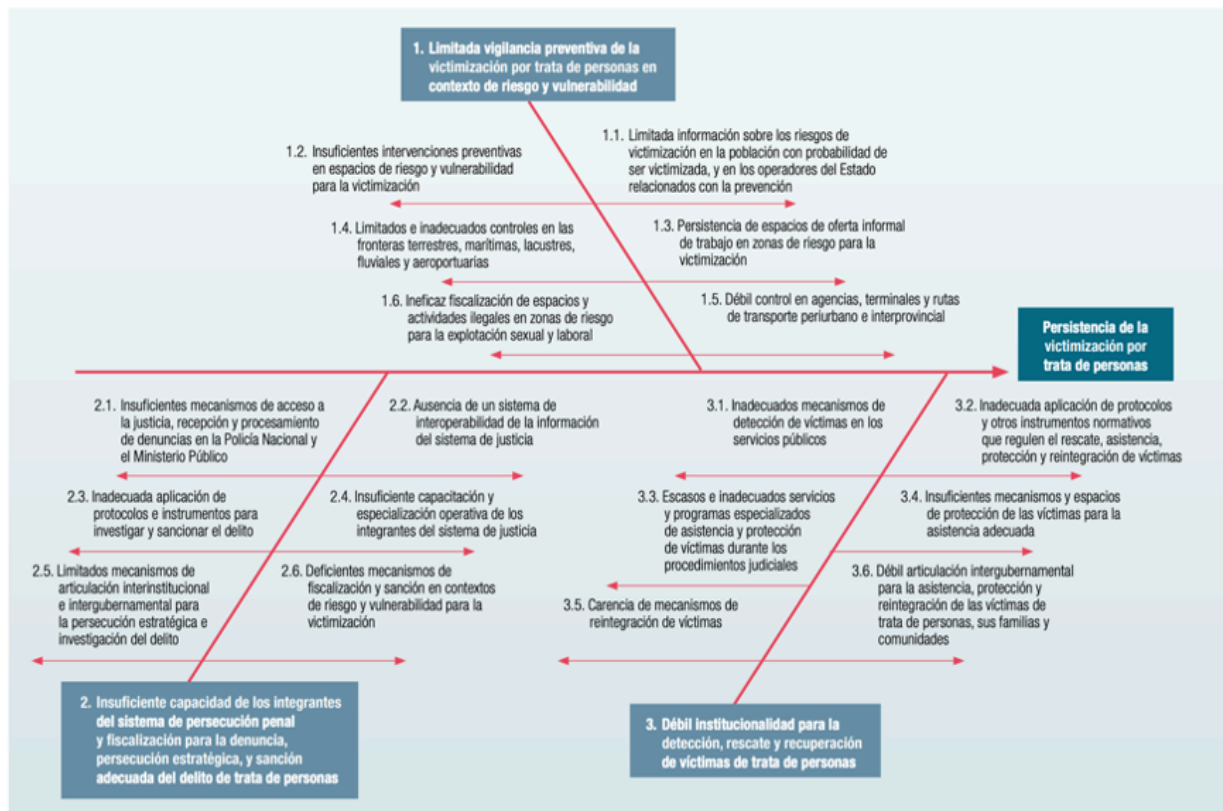 1. Limitada vigilancia preventiva de la
victimización por trata de personas en
contexto de riesgo y vulnerabilidad
1.1. Limitada información sobre los riesgos de
victimización en la población con probabilidad de
ser victimizada, y en los operadores del Estado
relacionados con la prevención
1.2. Insuficientes intervenciones preventivas
en espacios de riesgo y vulnerabilidad
para la victimización
1.3. Persistencia de espacios de oferta informal
de trabajo en zonas de riesgo para la
victimización
1.4. Limitados e inadecuados controles en las
fronteras terrestres, marítimas, lacustres,
fluviales y aeroportuarias
1.5. Débil control en agencias, terminales y rutas
de transporte periurbano e interprovincial
1.6. Ineficaz fiscalización de espacios y
actividades ilegales en zonas de riesgo
para la explotación sexual y laboral
Persistencia de la
victimización por
trata de personas
2.1. Insuficientes mecanismos de acceso a
la justicia, recepción y procesamiento
de denuncias en la Policía Nacional y
el Ministerio Público
2.2. Ausencia de un sistema de
interoperabilidad de la información
del sistema de justicia
2.3. Inadecuada aplicación de
protocolos e instrumentos para
investigar y sancionar el delito
2.4. Insuficiente capacitación y
especialización operativa de los
integrantes del sistema de justicia
2.5. Limitados mecanismos de
articulación interinstitucional
e intergubernamental para
la persecución estratégica e
investigación del delito
2.6. Deficientes mecanismos de
fiscalización y sanción en contextos
de riesgo y vulnerabilidad para la
victimización
2. Insuficiente capacidad de los integrantes
del sistema de persecución penal
y fiscalización para la denuncia,
persecución estratégica, y sanción
adecuada del delito de trata de personas
3.1. Inadecuados mecanismos de
detección de víctimas en los
servicios públicos
3.2. Inadecuada aplicación de protocolos
y otros instrumentos normativos
que regulen el rescate, asistencia,
protección y reintegración de víctimas
3.3. Escasos e inadecuados servicios
y programas especializados
de asistencia y protección
de víctimas durante los
procedimientos judiciales
3.4. Insuficientes mecanismos y espacios
de protección de las víctimas para la
asistencia adecuada
3.5. Carencia de mecanismos de
reintegración de víctimas
3.6. Débil articulación intergubernamental
para la asistencia, protección y
reintegración de las víctimas de
trata de personas, sus familias y
comunidades
3. Débil institucionalidad para la
detección, rescate y recuperación
de víctimas de trata de personas